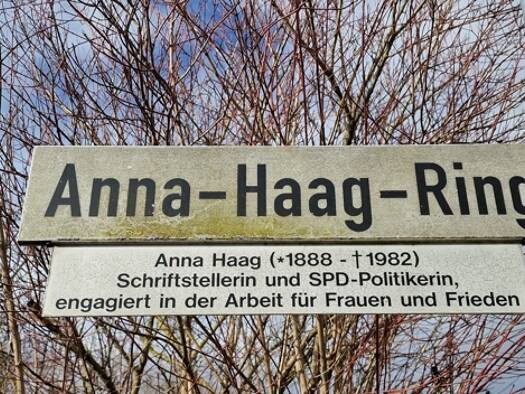 Anna-Haag-Ring
Anna Haag (*1888 - †1982)
Schriftstellerin und SPD-Politikerin,
engagiert in der Arbeit für Frauen und Frieden